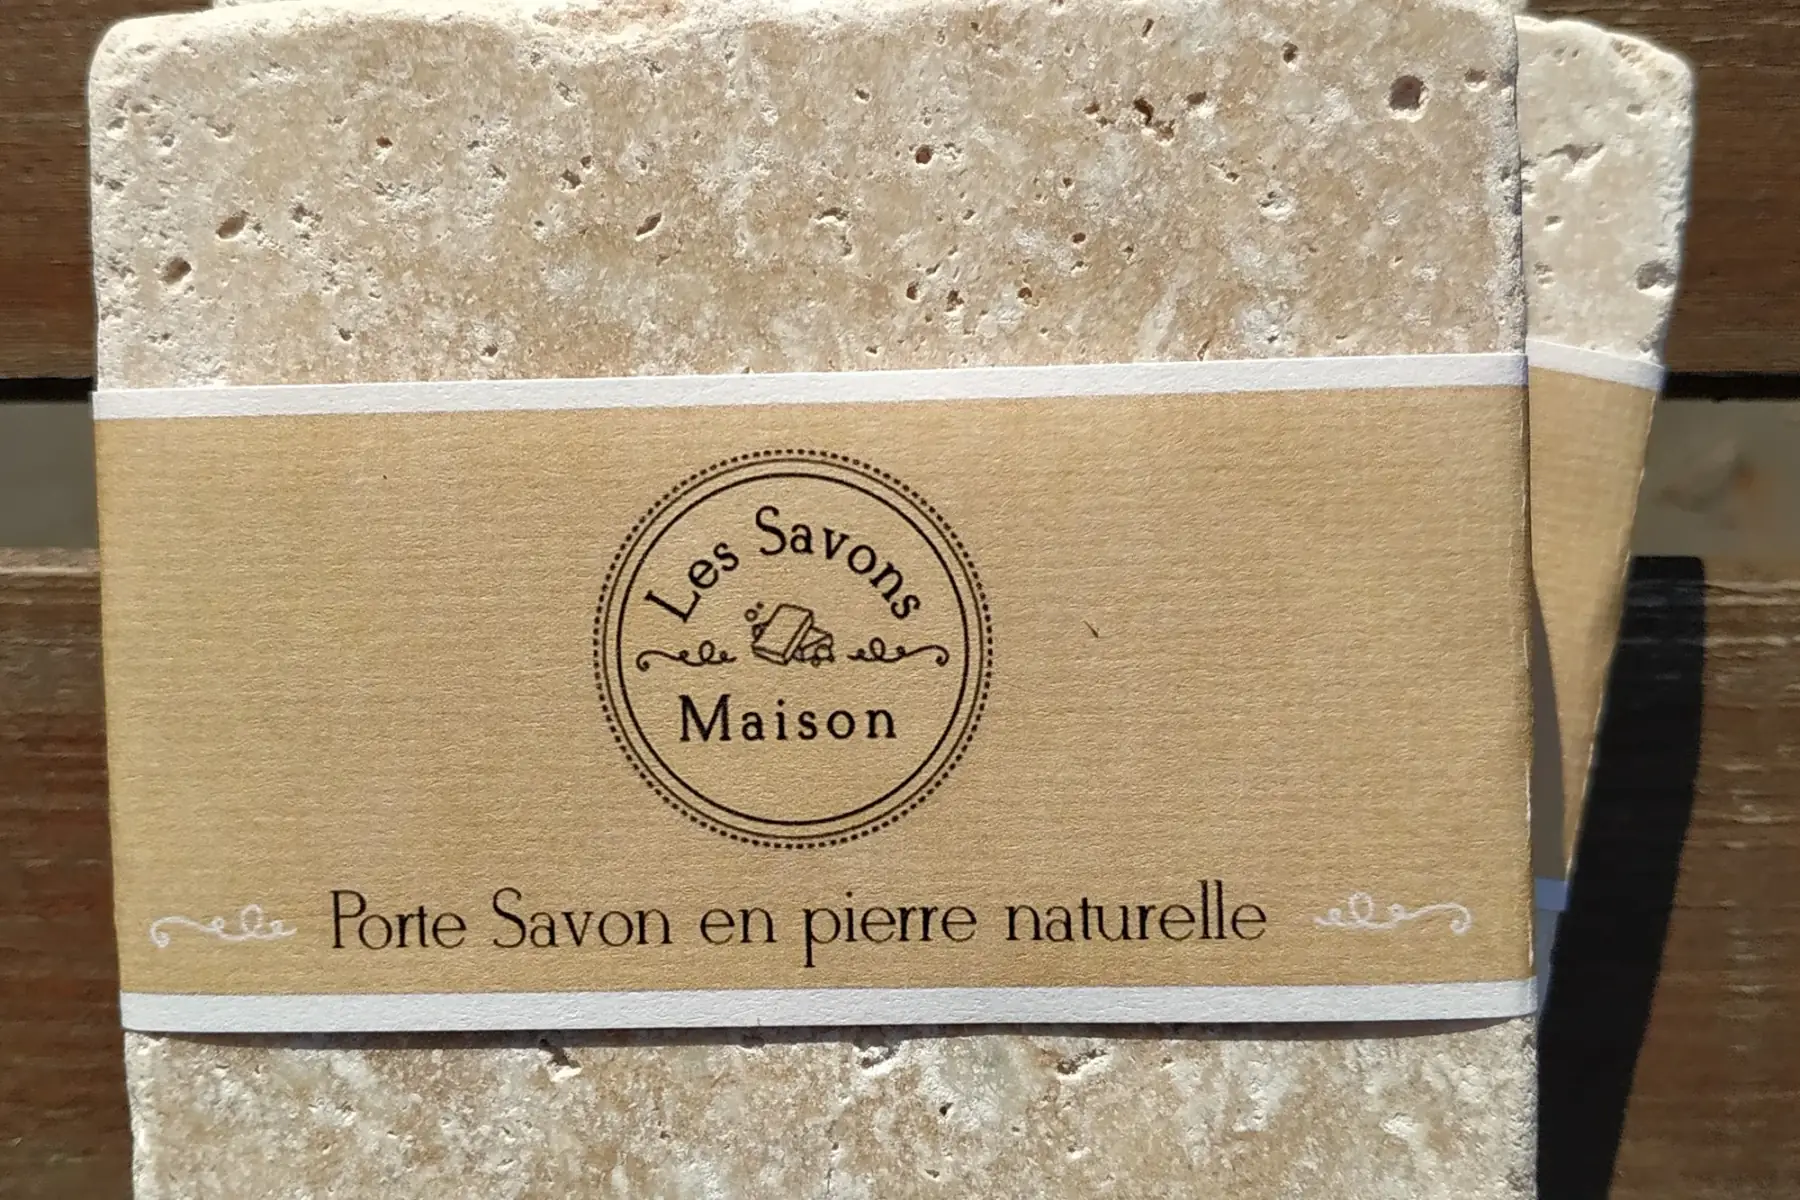 Les Savons
Maison
Porte Savon en pierre naturelle